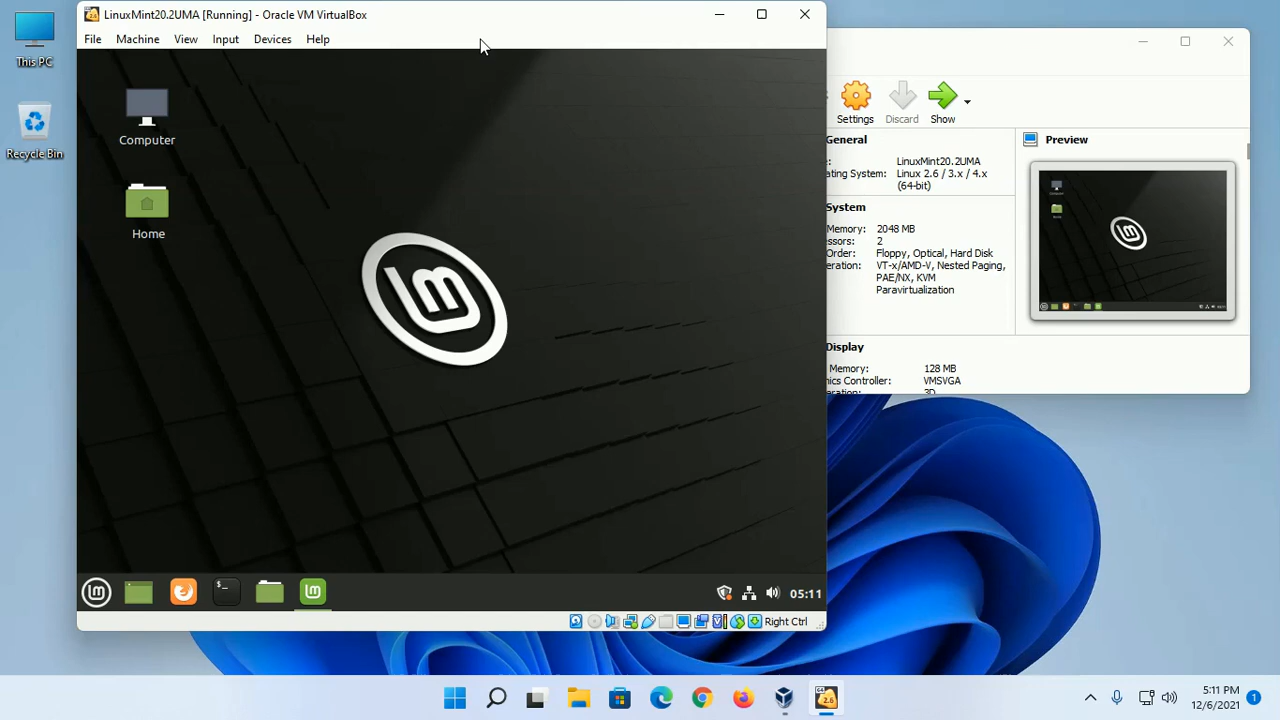 This PC
Recycle Bin
LinuxMint20.2UMA [Running] - Oracle VM VirtualBox
File Machine View Input Devices Help
Computer
Home
05:11
Right Ctrl
Settings Discard Show
General
LinuxMint20.2UMA
ating System: Linux 2.6 / 3.x / 4.x
(64-bit)
System
Memory: 2048 MB
essors: 2
Order: Floppy, Optical, Hard Disk
eration: VT-x/AMD-V, Nested Paging,
PAE/NX, KVM
Paravirtualization
Display
Memory: 128 MB
nics Controller: VMSVGA
Preview
5:11 PM
12/6/2021
1